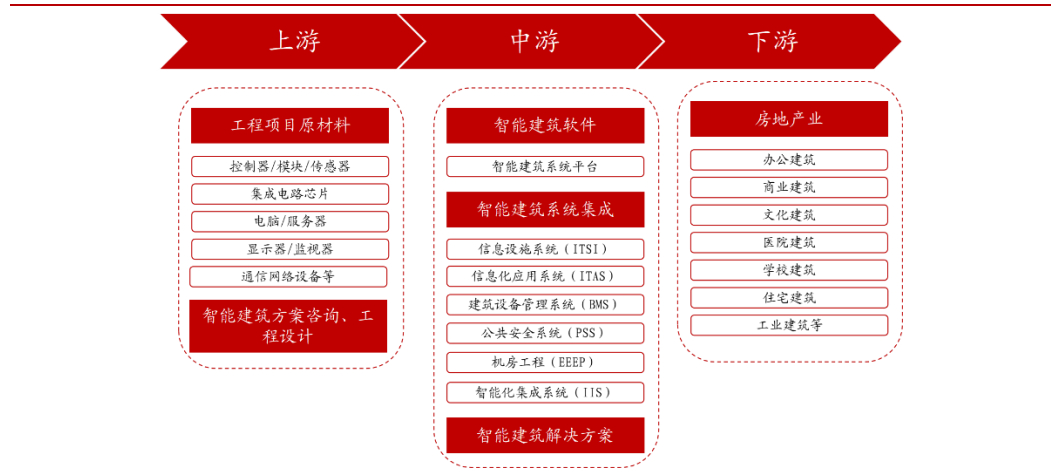 上游
中游
下游
工程项目原材料
控制器/模块/传感器
集成电路芯片
电脑/服务器
显示器/监视器
通信网络设备等
智能建筑方案咨询、工
程设计
智能建筑软件
智能建筑系统平台
智能建筑系统集成
信息设施系统（ITSI）
信息化应用系统（ITAS）
建筑设备管理系统（BMS）
公共安全系统（PSS）
机房工程（EEEP）
智能化集成系统（IIS）
智能建筑解决方案
房地产业
办公建筑
商业建筑
文化建筑
医院建筑
学校建筑
住宅建筑
工业建筑等